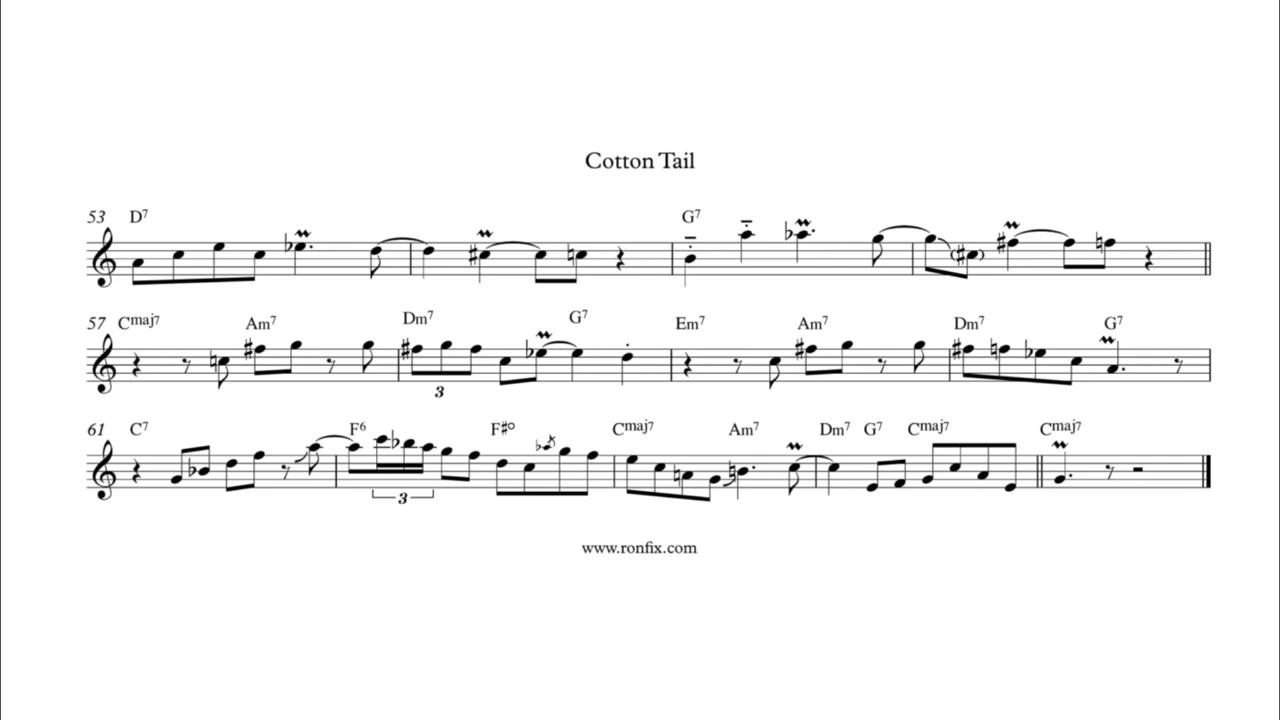 Cotton Tail
53 D7 G7
57 Cmaj7 Am7 Dm7 G7 Em7 Am7 Dm7 G7
3
61 C7 F6 F♯o Cmaj7 Am7 Dm7 G7 Cmaj7 Cmaj7
3
www.ronfix.com